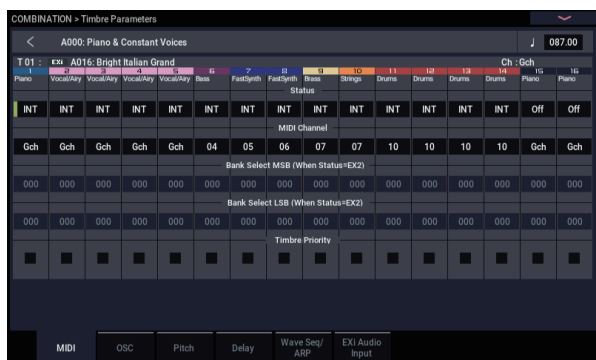 COMBINATION > Timbre Parameters
A000: Piano & Constant Voices ♩ 087.00
T 01 : EXi A016: Bright Italian Grand Ch : Gch
1 2 3 4 5 6 7 8 9 10 11 12 13 14 15 16
Piano Vocal/Airy Vocal/Airy Vocal/Airy Vocal/Airy Bass FastSynth FastSynth Brass Strings Drums Drums Drums Drums Piano Piano
Status
INT INT INT INT INT INT INT INT INT INT INT INT INT INT Off Off
MIDI Channel
Gch Gch Gch Gch Gch 04 05 06 07 07 10 10 10 10 Gch Gch
Bank Select MSB (When Status=EX2)
000 000 000 000 000 000 000 000 000 000 000 000 000 000 000 000
Bank Select LSB (When Status=EX2)
000 000 000 000 000 000 000 000 000 000 000 000 000 000 000 000
Timbre Priority
MIDI OSC Pitch Delay Wave Seq/ EXi Audio
ARP Input